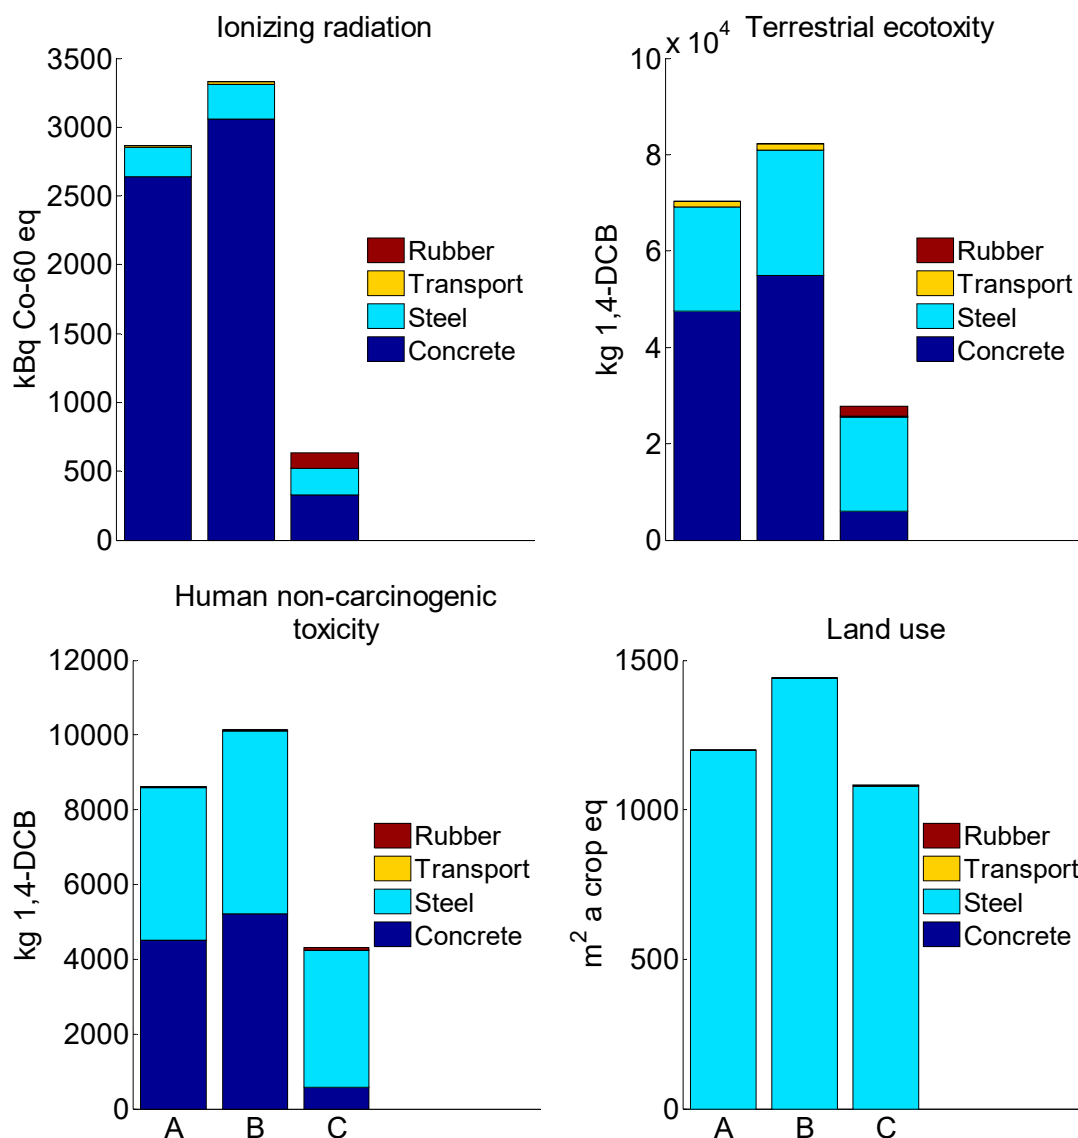 Ionizing radiation
3500
3000
2500
2000
1500
1000
500
0
kBq Co-60 eq
Rubber
Transport
Steel
Concrete
Terrestrial ecotoxity
x 10⁴
10
8
6
4
2
0
kg 1,4-DCB
Rubber
Transport
Steel
Concrete
Human non-carcinogenic
toxicity
12000
10000
8000
6000
4000
2000
0
kg 1,4-DCB
Rubber
Transport
Steel
Concrete
A B C
Land use
1500
1000
500
0
m² a crop eq
Rubber
Transport
Steel
Concrete
A B C